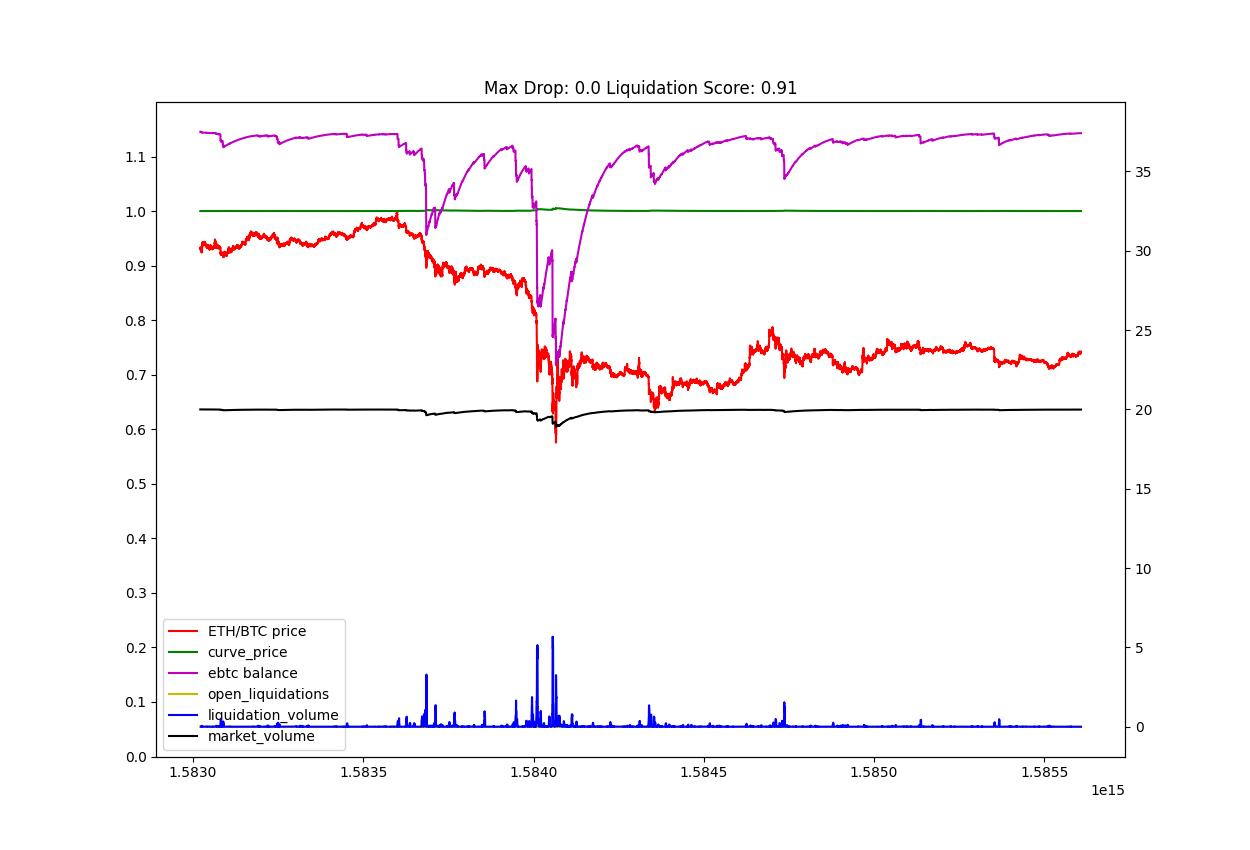 Max Drop: 0.0 Liquidation Score: 0.91
1.1
1.0
0.9
0.8
0.7
0.6
0.5
0.4
0.3
0.2
0.1
0.0
35
30
25
20
15
10
5
0
ETH/BTC price
curve_price
ebtc balance
open_liquidations
liquidation_volume
market_volume
1.5830 1.5835 1.5840 1.5845 1.5850 1.5855
1e15